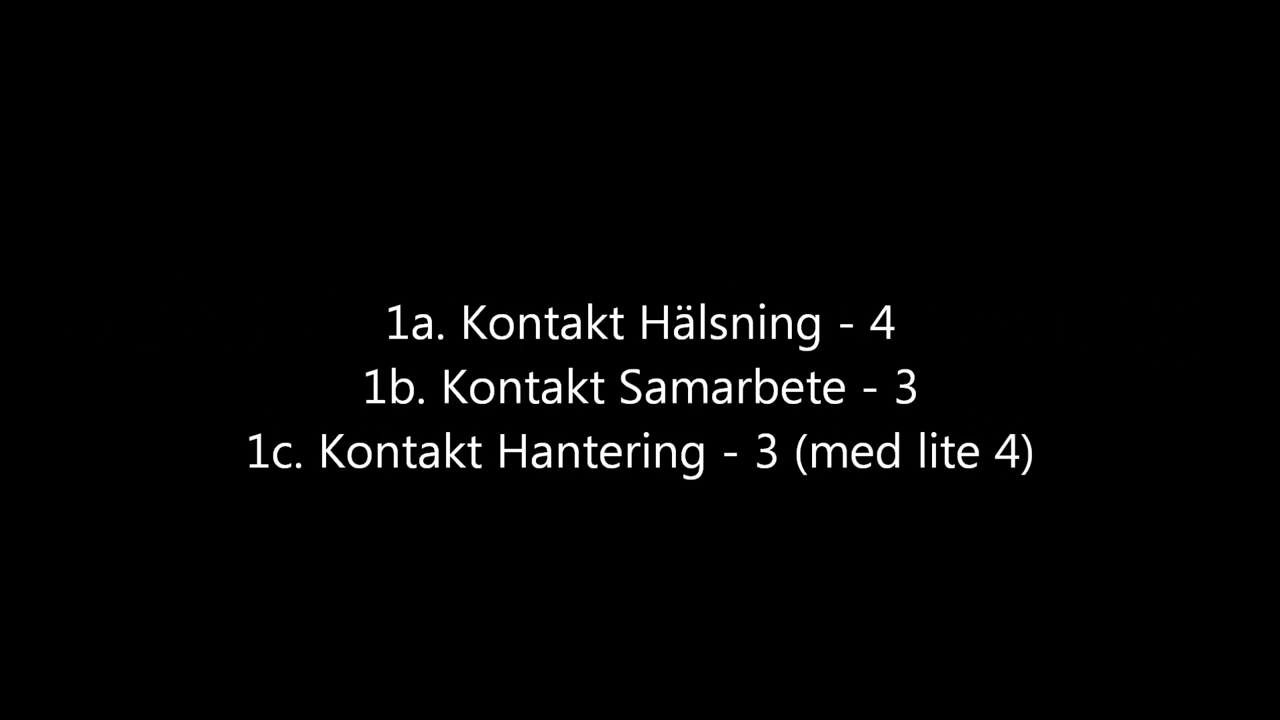 1a. Kontakt Hälsning - 4
1b. Kontakt Samarbete - 3
1c. Kontakt Hantering - 3 (med lite 4)